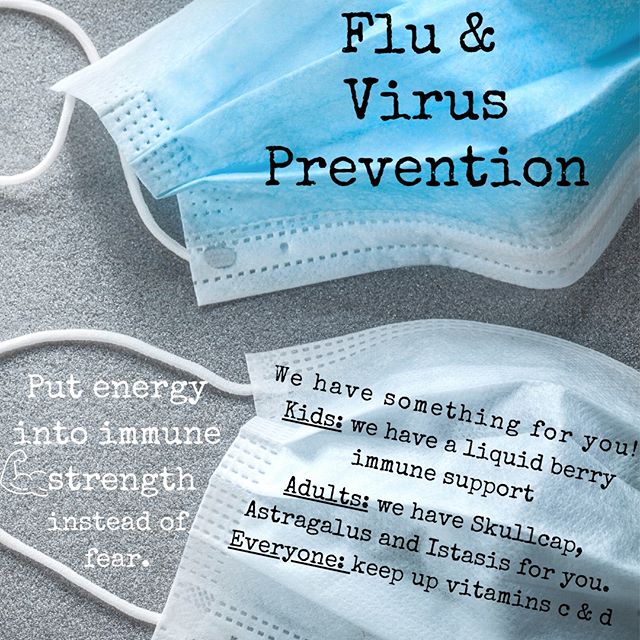 Flu &
Virus
Prevention
Put energy
into immune
strength
instead of
fear.
We have something for you!
Kids: we have a liquid berry
immune support
Adults: we have Skullcap,
Astragalus and Istasis for you.
Everyone: keep up vitamins c & d